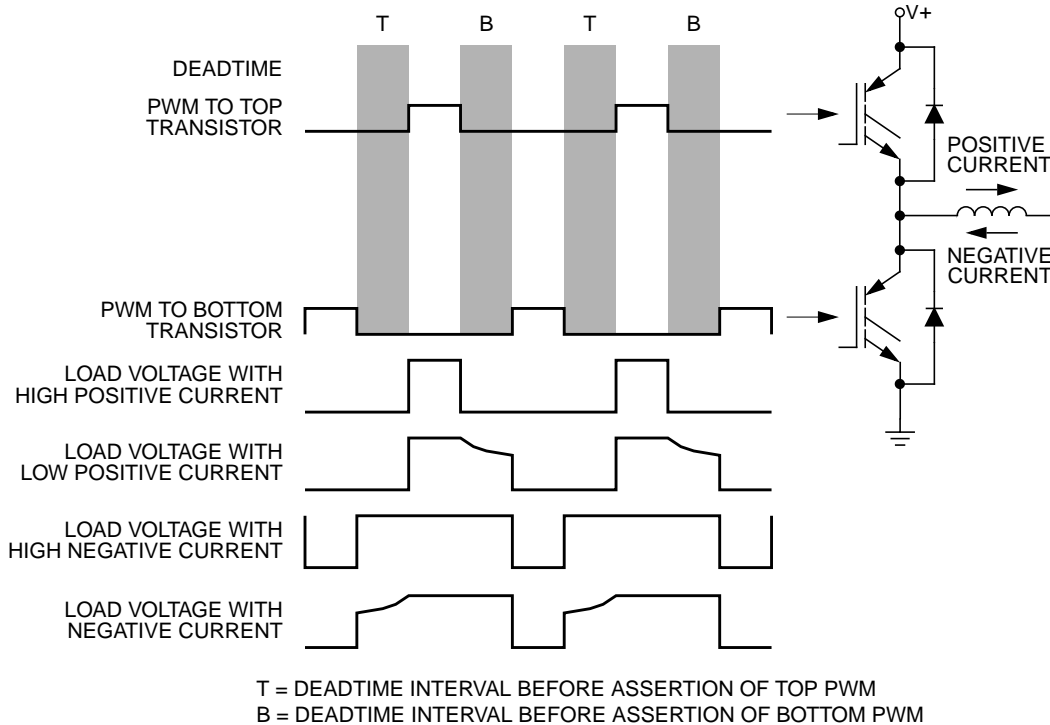 T B T B
V+
DEADTIME
PWM TO TOP
TRANSISTOR
POSITIVE
CURRENT
NEGATIVE
CURRENT
PWM TO BOTTOM
TRANSISTOR
LOAD VOLTAGE WITH
HIGH POSITIVE CURRENT
LOAD VOLTAGE WITH
LOW POSITIVE CURRENT
LOAD VOLTAGE WITH
HIGH NEGATIVE CURRENT
LOAD VOLTAGE WITH
NEGATIVE CURRENT
T = DEADTIME INTERVAL BEFORE ASSERTION OF TOP PWM
B = DEADTIME INTERVAL BEFORE ASSERTION OF BOTTOM PWM